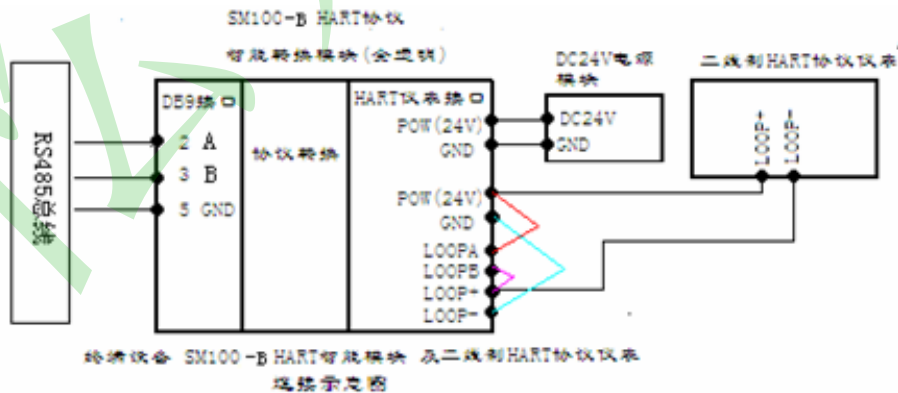 SM100-B HART协议
智能转换模块(全透明)
DC24V电源
模块
二线制HART协议仪表
DB9接口
HART仪表接口
POW(24V)
DC24V
2 A
GND
GND
协议转换
LOOP+
LOOP-
3 B
POW(24V)
5 GND
GND
RS485总线
LOOPA
LOOPB
LOOP+
LOOP-
终端设备 SM100-B HART智能模块 及二线制HART协议仪表
连接示意图